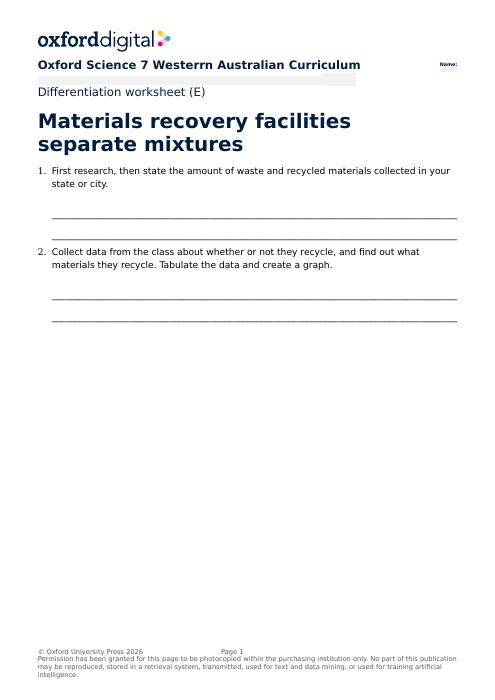 oxforddigital
Oxford Science 7 Westerrn Australian Curriculum
Name:
Differentiation worksheet (E)
Materials recovery facilities
separate mixtures
1. First research, then state the amount of waste and recycled materials collected in your
state or city.
2. Collect data from the class about whether or not they recycle, and find out what
materials they recycle. Tabulate the data and create a graph.
© Oxford University Press 2026 Page 1
Permission has been granted for this page to be photocopied within the purchasing institution only. No part of this publication
may be reproduced, stored in a retrieval system, transmitted, used for text and data mining, or used for training artificial
intelligence.